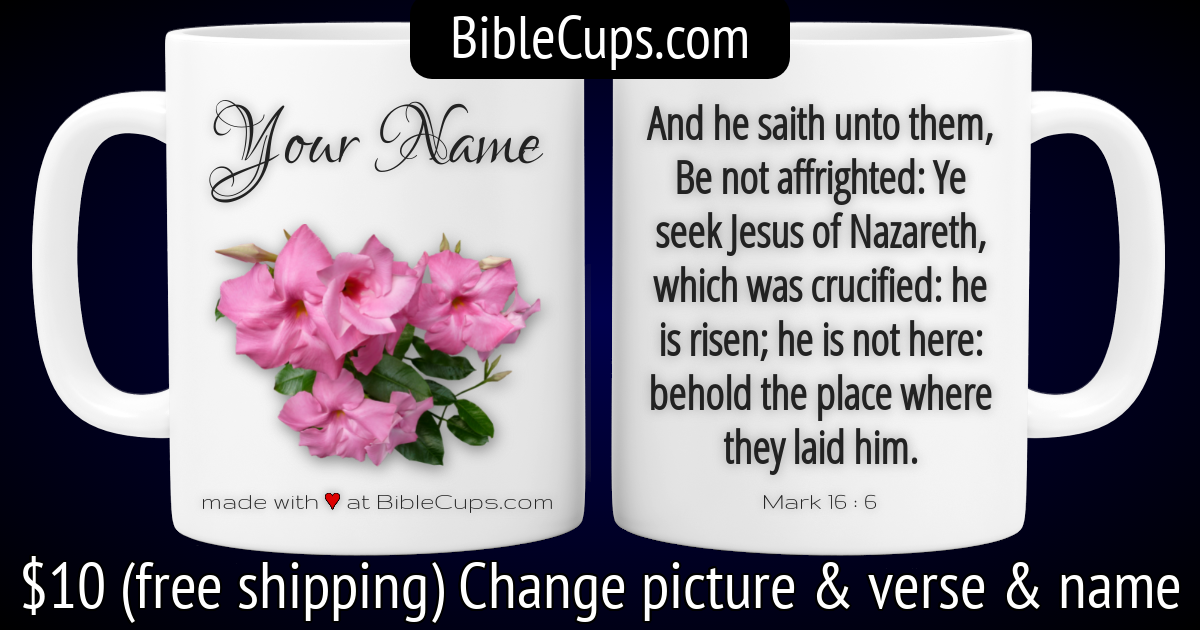 BibleCups.com
Your Name
made with ♥ at BibleCups.com
And he saith unto them,
Be not affrighted: Ye
seek Jesus of Nazareth,
which was crucified: he
is risen; he is not here:
behold the place where
they laid him.
Mark 16 : 6
$10 (free shipping) Change picture & verse & name